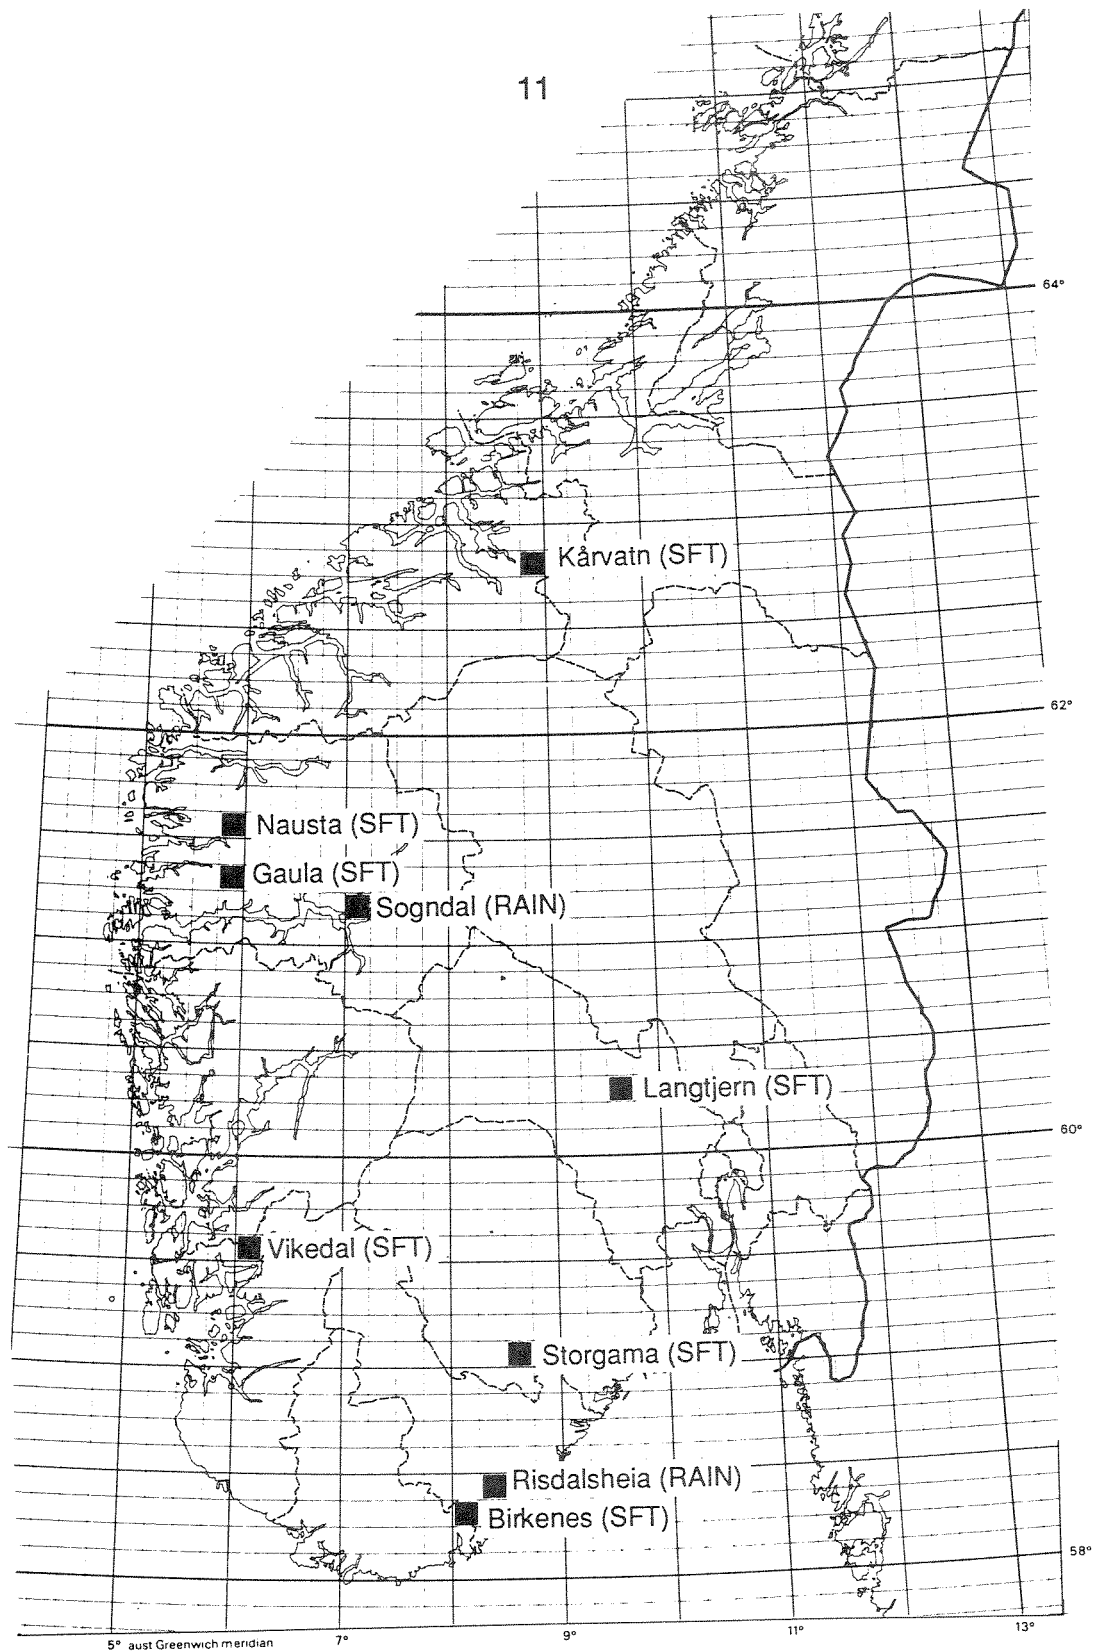 11
64°
Kårvatn (SFT)
62°
Nausta (SFT)
Gaula (SFT)
Sogndal (RAIN)
Langtjern (SFT)
60°
Vikedal (SFT)
Storgama (SFT)
Risdalsheia (RAIN)
Birkenes (SFT)
58°
5° aust Greenwich meridian 7° 9° 11° 13°